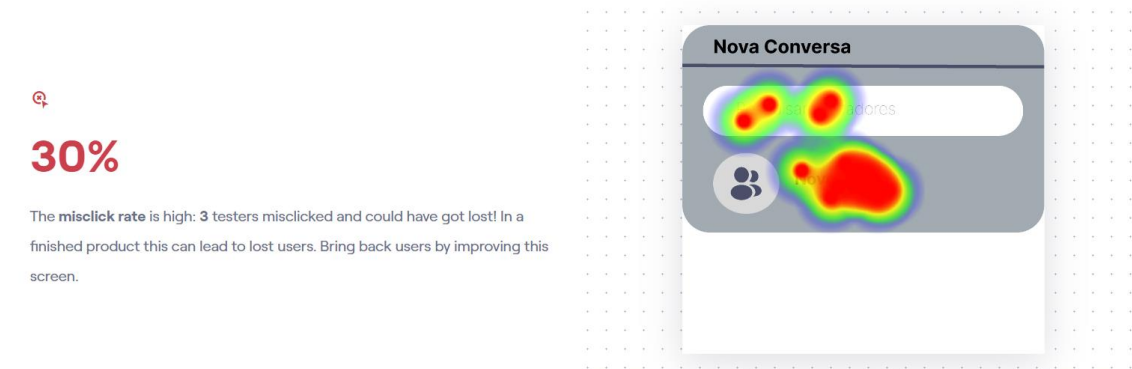 30%
The misclick rate is high: 3 testers misclicked and could have got lost! In a
finished product this can lead to lost users. Bring back users by improving this
screen.
Nova Conversa